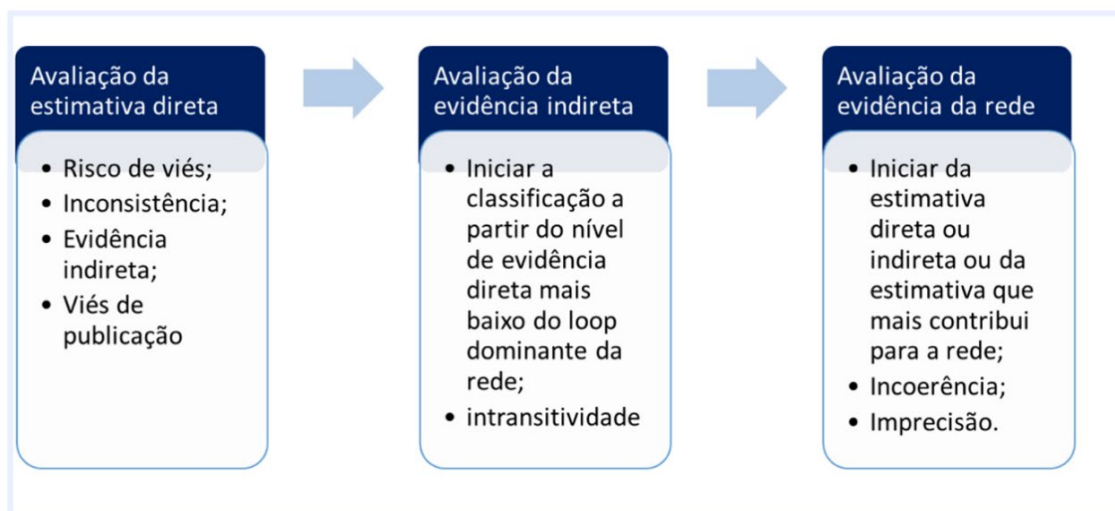 Avaliação da
estimativa direta
• Risco de viés;
• Inconsistência;
• Evidência
indireta;
• Viés de
publicação
Avaliação da
evidência indireta
• Iniciar a
classificação a
partir do nível
de evidência
direta mais
baixo do loop
dominante da
rede;
• intransitividade
Avaliação da
evidência da rede
• Iniciar da
estimativa
direta ou
indireta ou da
estimativa que
mais contribui
para a rede;
• Incoerência;
• Imprecisão.